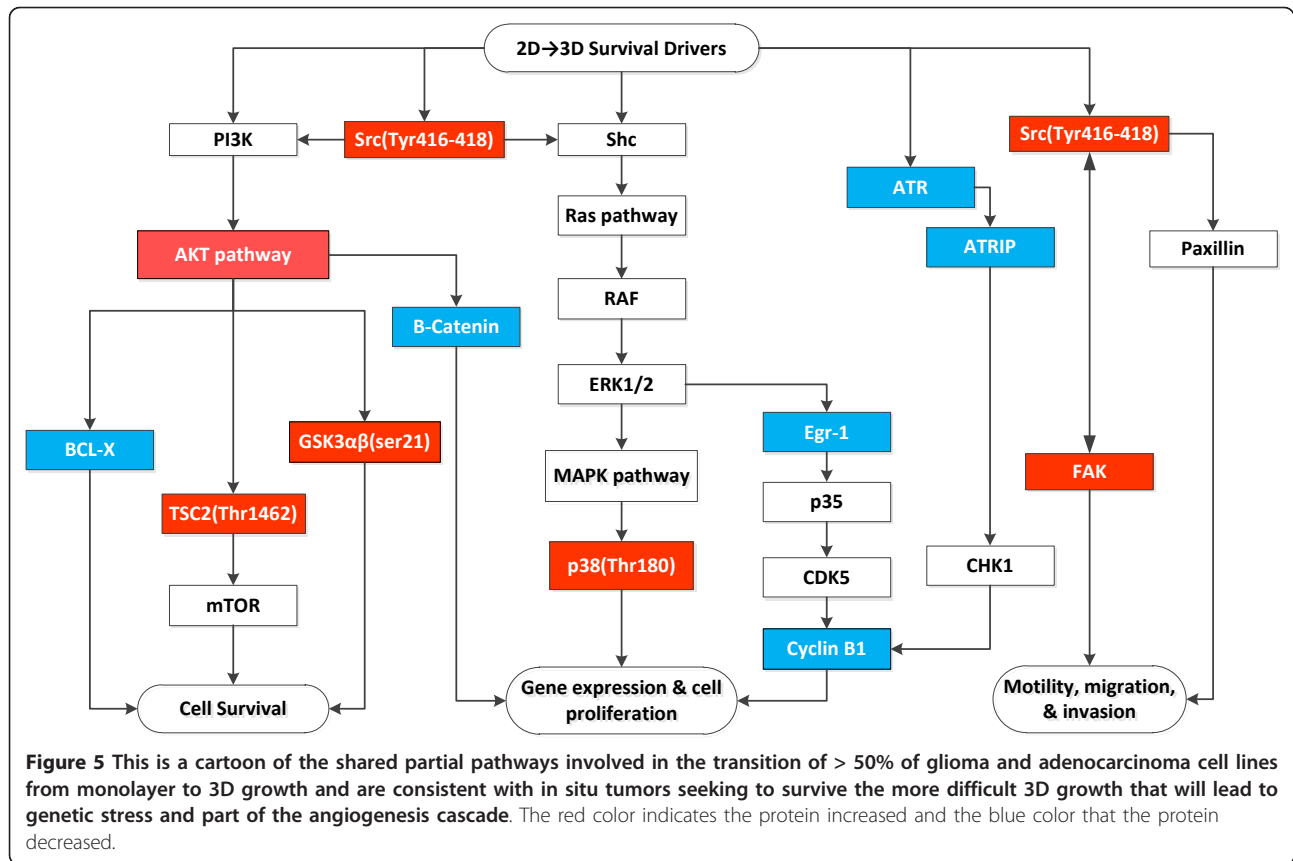 2D→3D Survival Drivers
PI3K
Src(Tyr416-418)
Shc
Src(Tyr416-418)
ATR
Ras pathway
ATRIP
Paxillin
AKT pathway
RAF
B-Catenin
ERK1/2
BCL-X
GSK3αβ(ser21)
Egr-1
MAPK pathway
FAK
TSC2(Thr1462)
p35
p38(Thr180)
CDK5
CHK1
mTOR
Cyclin B1
Cell Survival
Gene expression & cell
proliferation
Motility, migration,
& invasion
Figure 5 This is a cartoon of the shared partial pathways involved in the transition of > 50% of glioma and adenocarcinoma cell lines
from monolayer to 3D growth and are consistent with in situ tumors seeking to survive the more difficult 3D growth that will lead to
genetic stress and part of the angiogenesis cascade. The red color indicates the protein increased and the blue color that the protein
decreased.